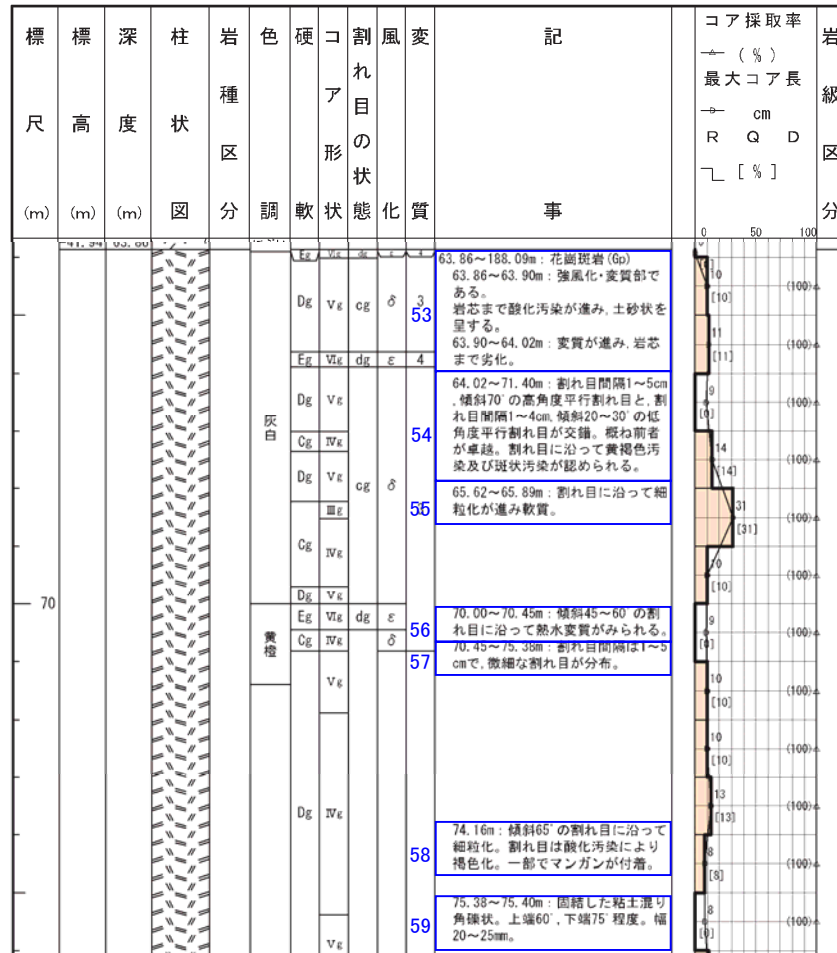 標尺(m)
標高(m)
深度(m)
柱状図
岩種区分
色調
硬軟
コア形状
割れ目の状態
風化
変質
記事
コア採取率
(%)
最大コア長
cm
RQD
[%]
岩級区分
0 50 100
-41.94 63.86
Eg Ⅵg dg ε 4
63.86~188.09m:花崗斑岩(Gp)
63.86~63.90m:強風化・変質部で
ある。
岩芯まで酸化汚染が進み,土砂状を
呈する。
63.90~64.02m:変質が進み,岩芯
まで劣化。
53
Dg Ⅴg cg δ 3
Eg Ⅵg dg ε 4
64.02~71.40m:割れ目間隔1~5cm
,傾斜70°の高角度平行割れ目と,割
れ目間隔1~4cm,傾斜20~30°の低
角度平行割れ目が交錯。概ね前者
が卓越。割れ目に沿って黄褐色汚
染及び斑状汚染が認められる。
54
灰白
Dg Ⅴg
Cg Ⅳg
Dg Ⅴg
cg δ
Ⅲg
Cg Ⅳg
Dg Ⅴg
65.62~65.89m:割れ目に沿って細
粒化が進み軟質。
55
70
Eg Ⅵg dg ε
70.00~70.45m:傾斜45~60°の割
れ目に沿って熱水変質がみられる。
56
黄橙
Cg Ⅳg δ
70.45~75.38m:割れ目間隔は1~5
cmで,微細な割れ目が分布。
57
Ⅴg
Dg Ⅳg
74.16m:傾斜65°の割れ目に沿って
細粒化。割れ目は酸化汚染により
褐色化。一部でマンガンが付着。
58
75.38~75.40m:固結した粘土混り
角礫状。上端60°,下端75°程度。幅
20~25mm。
59
Ⅴg
10 [10] (100)
11 [11] (100)
9 [0] (100)
14 [14] (100)
31 [31] (100)
10 [10] (100)
9 [0] (100)
10 [10] (100)
10 [10] (100)
13 [13] (100)
8 [8] (100)
8 [0] (100)